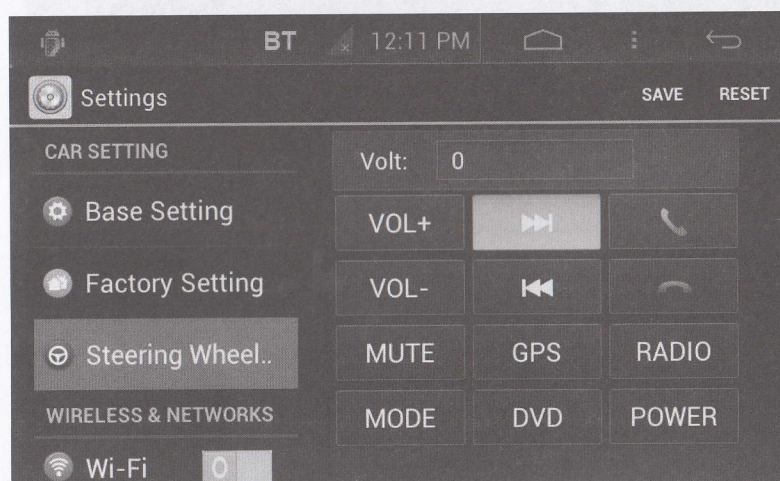 BT 12:11 PM
Settings SAVE RESET
CAR SETTING
Volt: 0
Base Setting
VOL+
Factory Setting
VOL-
Steering Wheel..
MUTE GPS RADIO
WIRELESS & NETWORKS
MODE DVD POWER
Wi-Fi 0